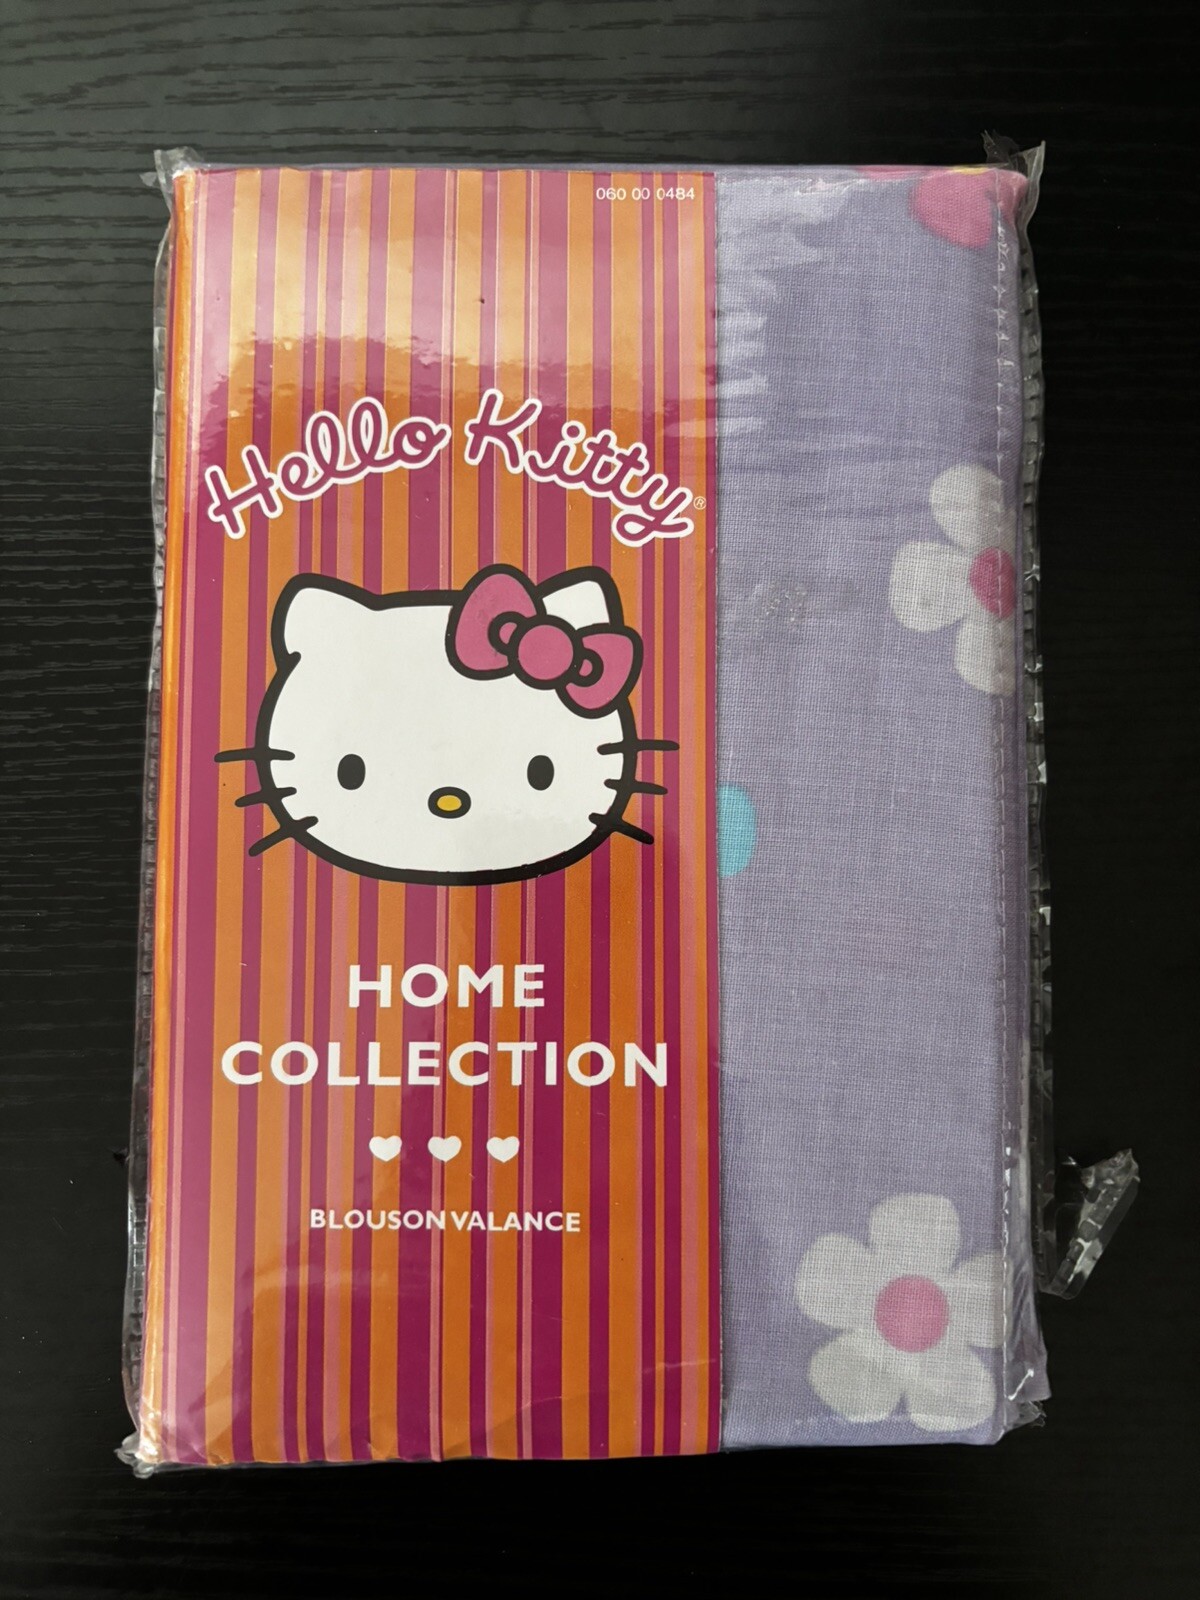 060 00 0484
Hello Kitty®
HOME
COLLECTION
BLOUSON VALANCE